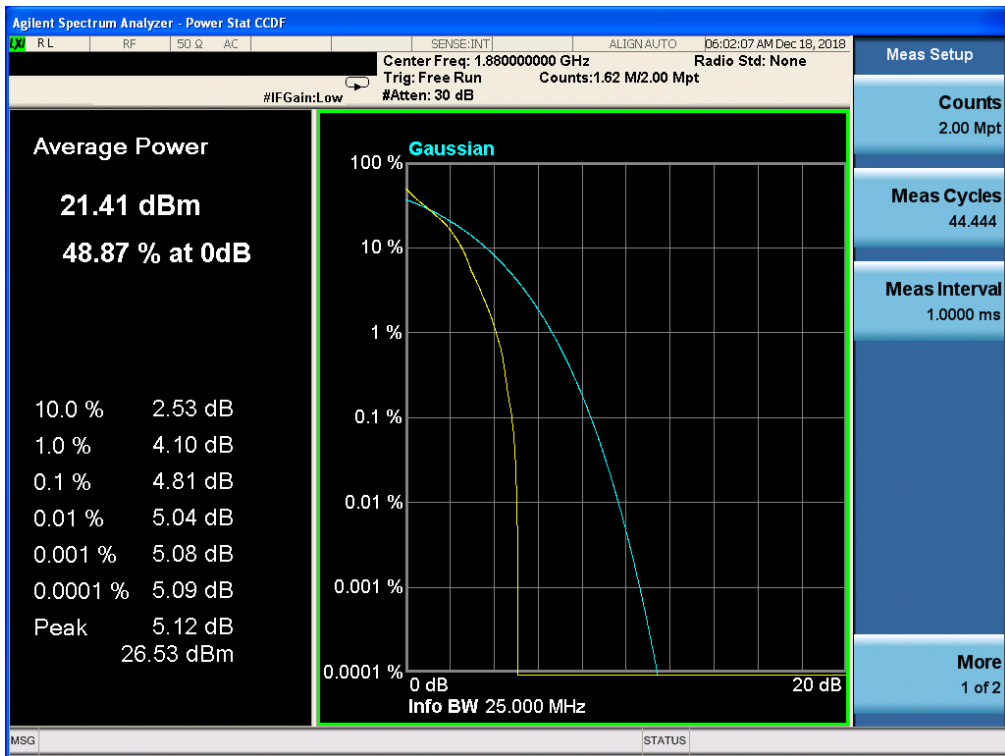 Agilent Spectrum Analyzer - Power Stat CCDF
LXI RL RF 50 Ω AC SENSE:INT ALIGN AUTO 06:02:07 AM Dec 18, 2018
Center Freq: 1.880000000 GHz Radio Std: None
Trig: Free Run Counts:1.62 M/2.00 Mpt
#IFGain:Low #Atten: 30 dB
Meas Setup
Counts
2.00 Mpt
Meas Cycles
44.444
Meas Interval
1.0000 ms
More
1 of 2
Average Power
21.41 dBm
48.87 % at 0dB
10.0 % 2.53 dB
1.0 % 4.10 dB
0.1 % 4.81 dB
0.01 % 5.04 dB
0.001 % 5.08 dB
0.0001 % 5.09 dB
Peak 5.12 dB
26.53 dBm
Gaussian
100 %
10 %
1 %
0.1 %
0.01 %
0.001 %
0.0001 %
0 dB 20 dB
Info BW 25.000 MHz
MSG STATUS